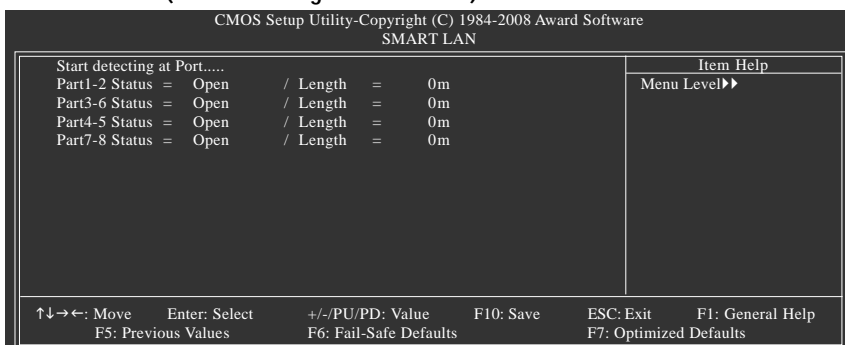 CMOS Setup Utility-Copyright (C) 1984-2008 Award Software
SMART LAN
Start detecting at Port.....
Part1-2 Status = Open / Length = 0m
Part3-6 Status = Open / Length = 0m
Part4-5 Status = Open / Length = 0m
Part7-8 Status = Open / Length = 0m
Item Help
Menu Level▶▶
↑↓→←: Move Enter: Select +/-/PU/PD: Value F10: Save ESC: Exit F1: General Help
F5: Previous Values F6: Fail-Safe Defaults F7: Optimized Defaults